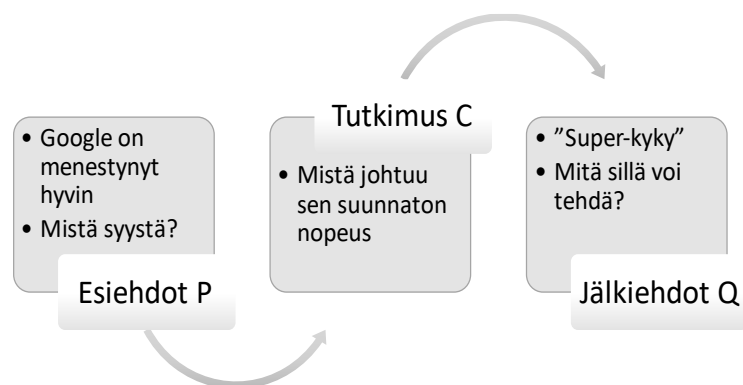 • Google on
menestynyt
hyvin
• Mistä syystä?
Esiehdot P
Tutkimus C
• Mistä johtuu
sen suunnaton
nopeus
• ”Super-kyky”
• Mitä sillä voi
tehdä?
Jälkiehdot Q